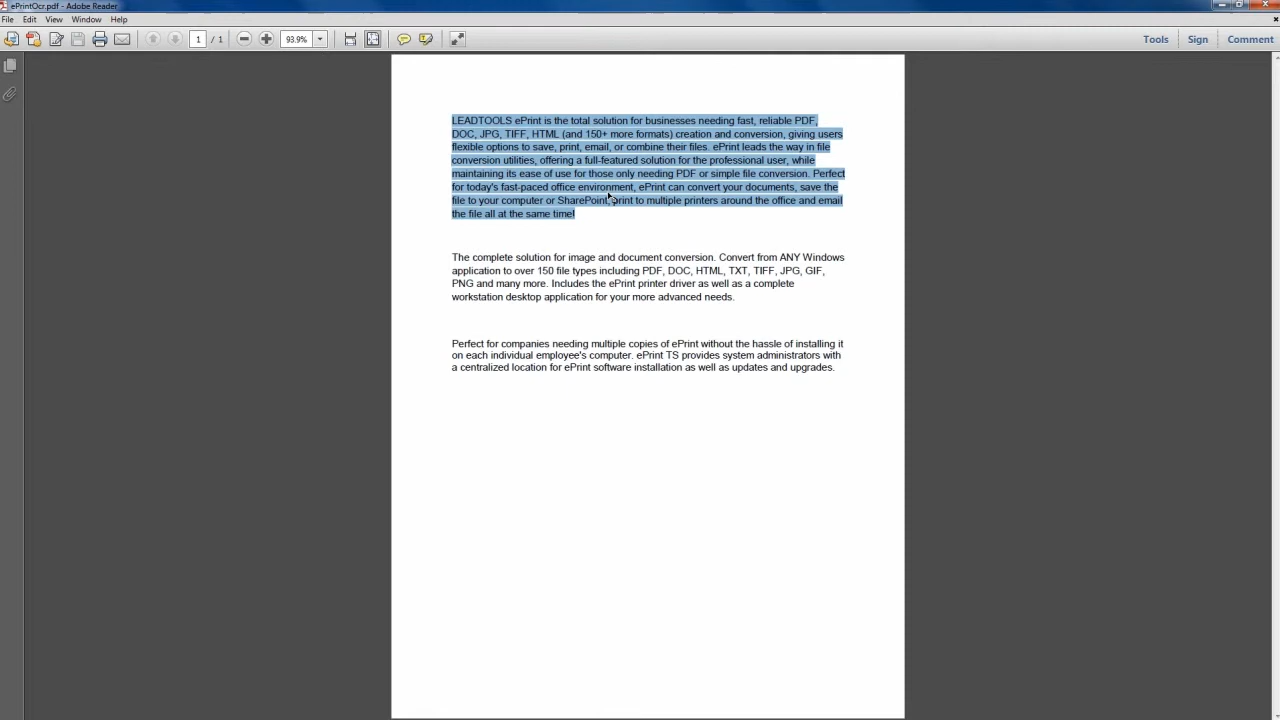 ePrintOcr.pdf - Adobe Reader
File Edit View Window Help
1 / 1 93.9% Tools Sign Comment
LEADTOOLS ePrint is the total solution for businesses needing fast, reliable PDF,
DOC, JPG, TIFF, HTML (and 150+ more formats) creation and conversion, giving users
flexible options to save, print, email, or combine their files. ePrint leads the way in file
conversion utilities, offering a full-featured solution for the professional user, while
maintaining its ease of use for those only needing PDF or simple file conversion. Perfect
for today's fast-paced office environment, ePrint can convert your documents, save the
file to your computer or SharePoint, print to multiple printers around the office and email
the file all at the same time!
The complete solution for image and document conversion. Convert from ANY Windows
application to over 150 file types including PDF, DOC, HTML, TXT, TIFF, JPG, GIF,
PNG and many more. Includes the ePrint printer driver as well as a complete
workstation desktop application for your more advanced needs.
Perfect for companies needing multiple copies of ePrint without the hassle of installing it
on each individual employee's computer. ePrint TS provides system administrators with
a centralized location for ePrint software installation as well as updates and upgrades.